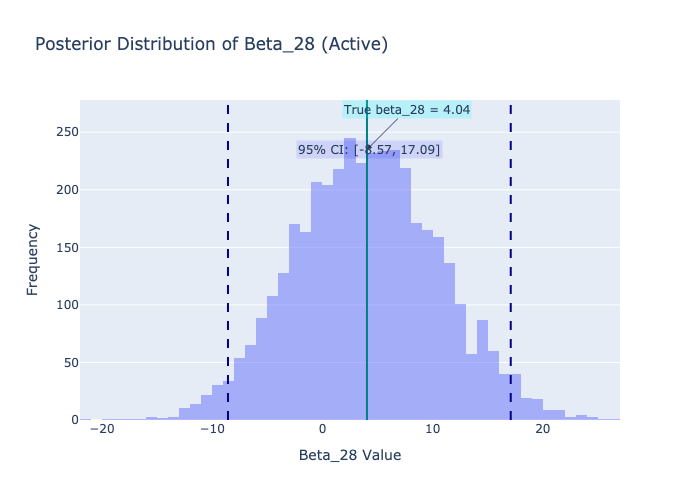 Posterior Distribution of Beta_28 (Active)
True beta_28 = 4.04
95% CI: [-8.57, 17.09]
250
200
150
100
50
0
Frequency
−20
−10
0
10
20
Beta_28 Value